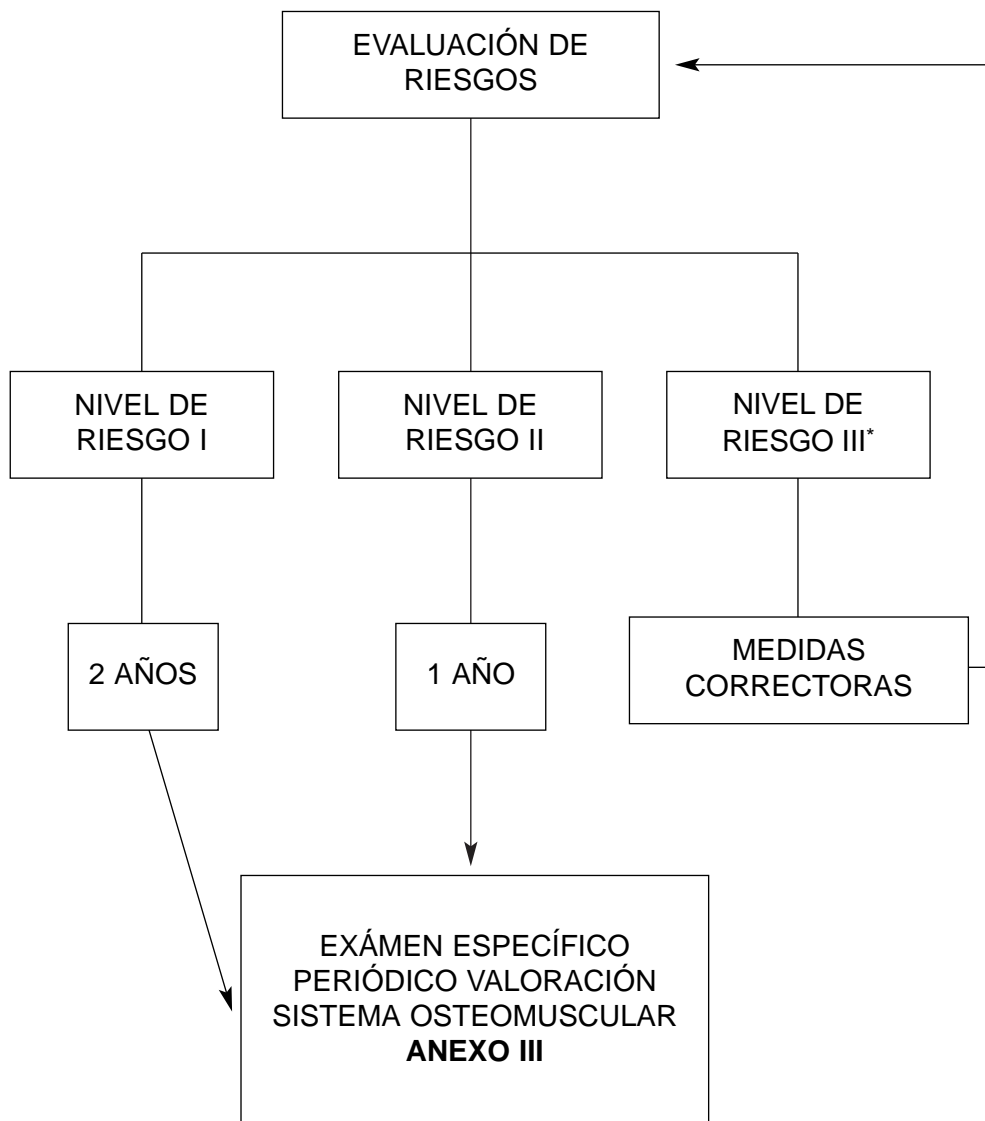 EVALUACIÓN DE
RIESGOS
NIVEL DE
RIESGO I
NIVEL DE
RIESGO II
NIVEL DE
RIESGO III*
2 AÑOS
1 AÑO
MEDIDAS
CORRECTORAS
EXÁMEN ESPECÍFICO
PERIÓDICO VALORACIÓN
SISTEMA OSTEOMUSCULAR
ANEXO III